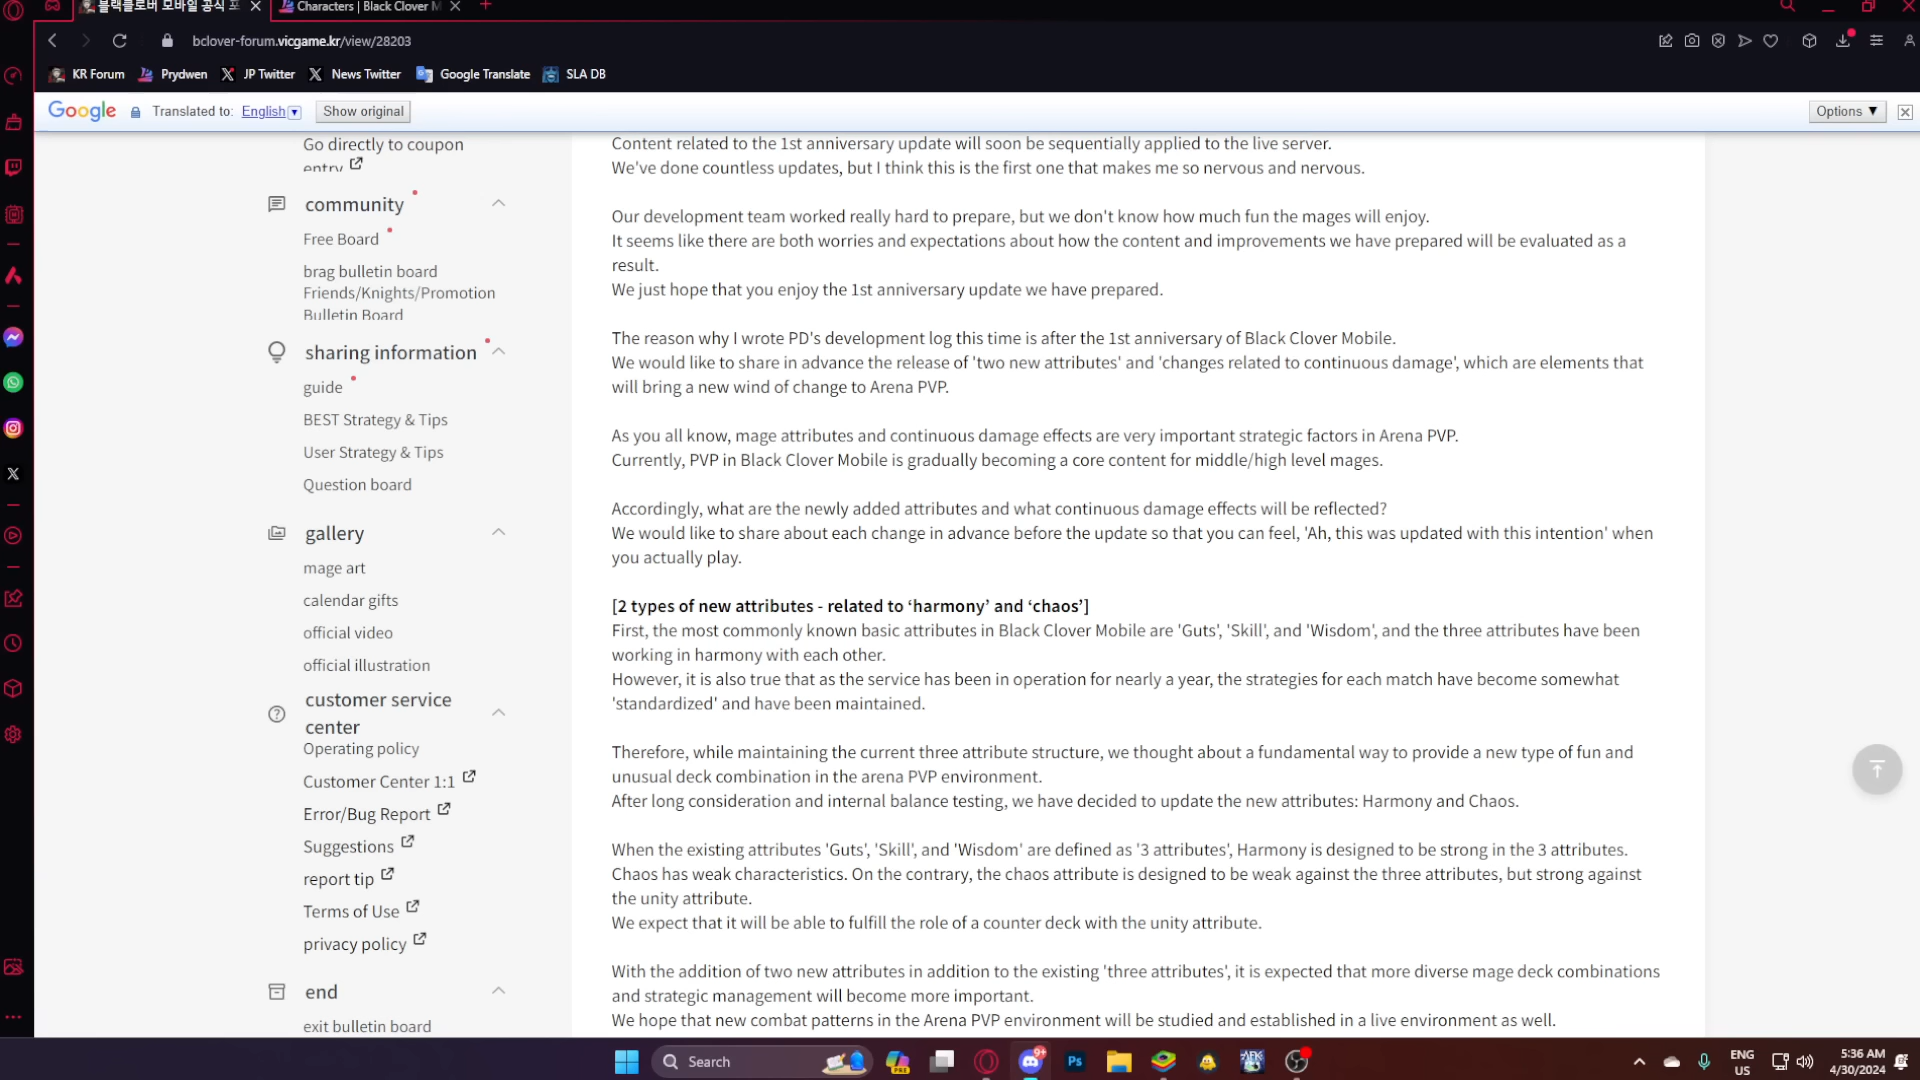 블랙클로버 모바일 공식 포
Characters | Black Clover M
bclover-forum.vicgame.kr/view/28203
KR Forum
Prydwen
JP Twitter
News Twitter
Google Translate
SLA DB
Google
Translated to:
English
Show original
Options ▼
Go directly to coupon
entry
community
Free Board
brag bulletin board
Friends/Knights/Promotion
Bulletin Board
sharing information
guide
BEST Strategy & Tips
User Strategy & Tips
Question board
gallery
mage art
calendar gifts
official video
official illustration
customer service
center
Operating policy
Customer Center 1:1
Error/Bug Report
Suggestions
report tip
Terms of Use
privacy policy
end
exit bulletin board
Content related to the 1st anniversary update will soon be sequentially applied to the live server.
We've done countless updates, but I think this is the first one that makes me so nervous and nervous.
Our development team worked really hard to prepare, but we don't know how much fun the mages will enjoy.
It seems like there are both worries and expectations about how the content and improvements we have prepared will be evaluated as a
result.
We just hope that you enjoy the 1st anniversary update we have prepared.
The reason why I wrote PD's development log this time is after the 1st anniversary of Black Clover Mobile.
We would like to share in advance the release of 'two new attributes' and 'changes related to continuous damage', which are elements that
will bring a new wind of change to Arena PVP.
As you all know, mage attributes and continuous damage effects are very important strategic factors in Arena PVP.
Currently, PVP in Black Clover Mobile is gradually becoming a core content for middle/high level mages.
Accordingly, what are the newly added attributes and what continuous damage effects will be reflected?
We would like to share about each change in advance before the update so that you can feel, 'Ah, this was updated with this intention' when
you actually play.
[2 types of new attributes - related to ‘harmony’ and ‘chaos’]
First, the most commonly known basic attributes in Black Clover Mobile are 'Guts', 'Skill', and 'Wisdom', and the three attributes have been
working in harmony with each other.
However, it is also true that as the service has been in operation for nearly a year, the strategies for each match have become somewhat
'standardized' and have been maintained.
Therefore, while maintaining the current three attribute structure, we thought about a fundamental way to provide a new type of fun and
unusual deck combination in the arena PVP environment.
After long consideration and internal balance testing, we have decided to update the new attributes: Harmony and Chaos.
When the existing attributes 'Guts', 'Skill', and 'Wisdom' are defined as '3 attributes', Harmony is designed to be strong in the 3 attributes.
Chaos has weak characteristics. On the contrary, the chaos attribute is designed to be weak against the three attributes, but strong against
the unity attribute.
We expect that it will be able to fulfill the role of a counter deck with the unity attribute.
With the addition of two new attributes in addition to the existing 'three attributes', it is expected that more diverse mage deck combinations
and strategic management will become more important.
We hope that new combat patterns in the Arena PVP environment will be studied and established in a live environment as well.
Search
PRE
9+
Ps
AFK
ENG
US
5:36 AM
4/30/2024